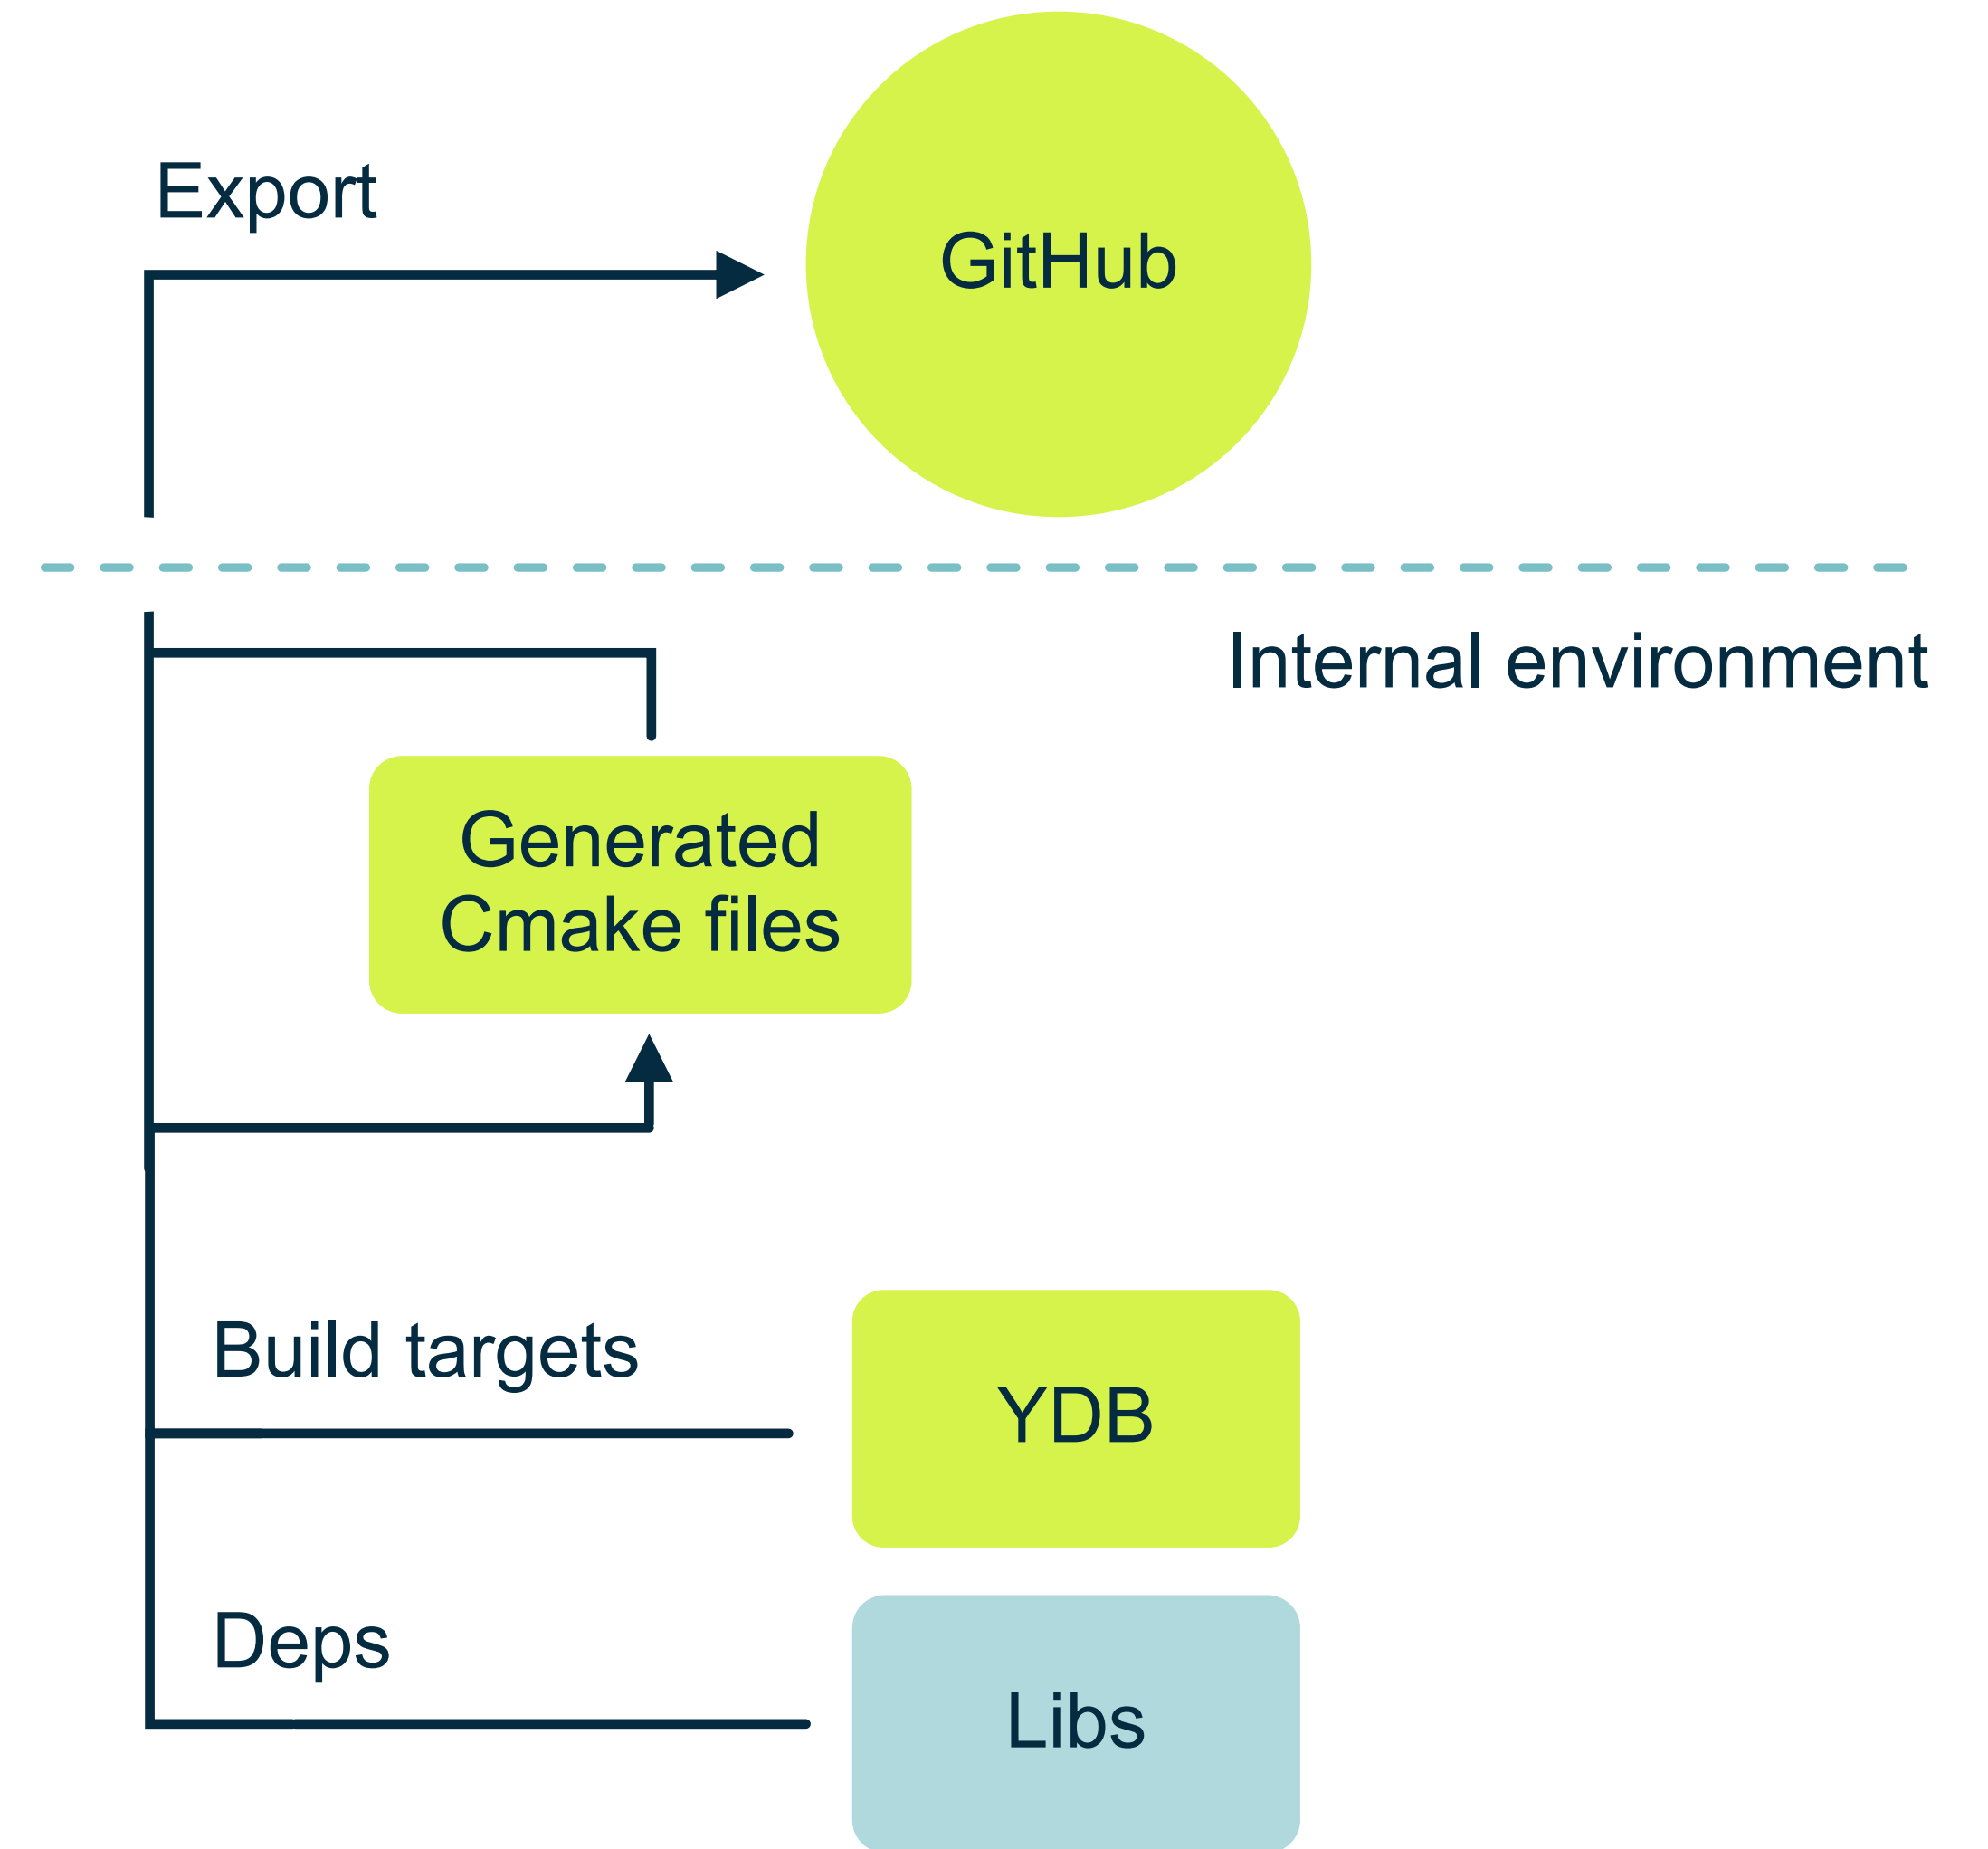 Export
GitHub
Internal environment
Generated
Cmake files
Build targets
YDB
Deps
Libs